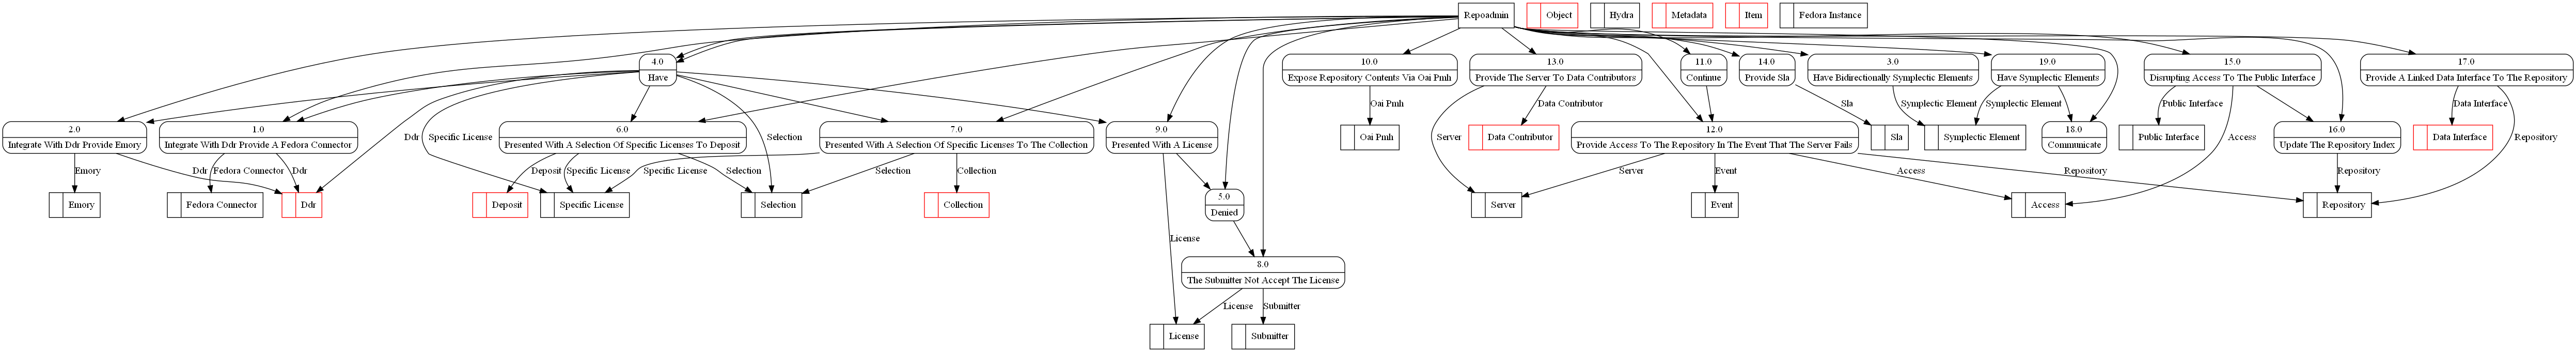 Repoadmin
Object
Hydra
Metadata
Item
Fedora Instance
4.0
Have
10.0
Expose Repository Contents Via Oai Pmh
13.0
Provide The Server To Data Contributors
11.0
Continue
14.0
Provide Sla
3.0
Have Bidirectionally Symplectic Elements
19.0
Have Symplectic Elements
15.0
Disrupting Access To The Public Interface
17.0
Provide A Linked Data Interface To The Repository
Oai Pmh
Data Contributor
Sla
Symplectic Element
Symplectic Element
Public Interface
Data Interface
2.0
Integrate With Ddr Provide Emory
1.0
Integrate With Ddr Provide A Fedora Connector
Ddr
Specific License
6.0
Presented With A Selection Of Specific Licenses To Deposit
Selection
7.0
Presented With A Selection Of Specific Licenses To The Collection
9.0
Presented With A License
Oai Pmh
Server
Data Contributor
12.0
Provide Access To The Repository In The Event That The Server Fails
Sla
Symplectic Element
18.0
Communicate
Public Interface
Access
16.0
Update The Repository Index
Data Interface
Repository
Emory
Ddr
Fedora Connector
Ddr
Deposit
Specific License
Specific License
Selection
Selection
Collection
Server
Event
Access
Repository
Repository
Emory
Fedora Connector
Ddr
Deposit
Specific License
Selection
Collection
5.0
Denied
Server
Event
Access
Repository
License
8.0
The Submitter Not Accept The License
License
Submitter
License
Submitter